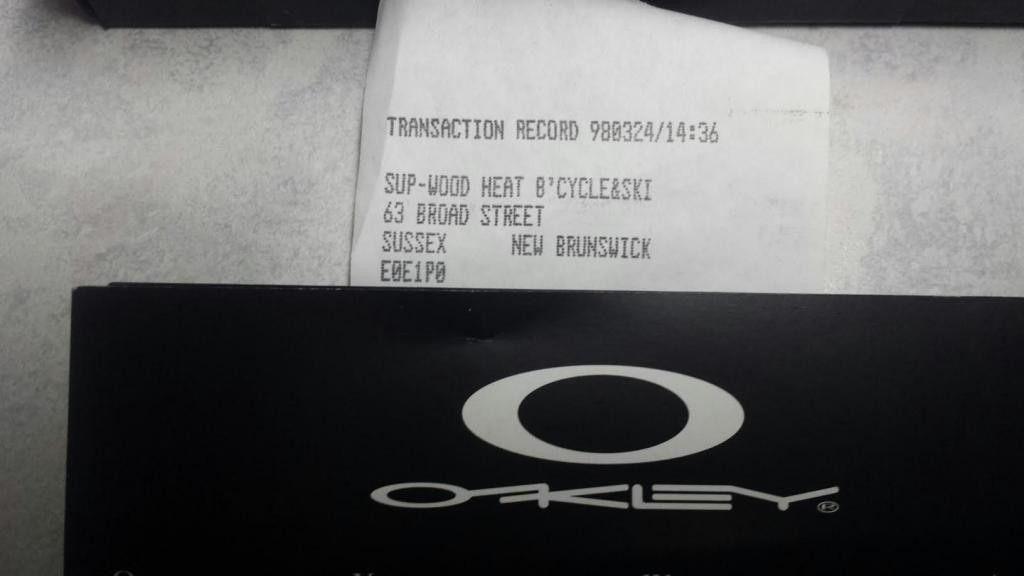 TRANSACTION RECORD 980324/14:36
SUP-WOOD HEAT B'CYCLE&SKI
63 BROAD STREET
SUSSEX NEW BRUNSWICK
E0E1P0
OAKLEY ®